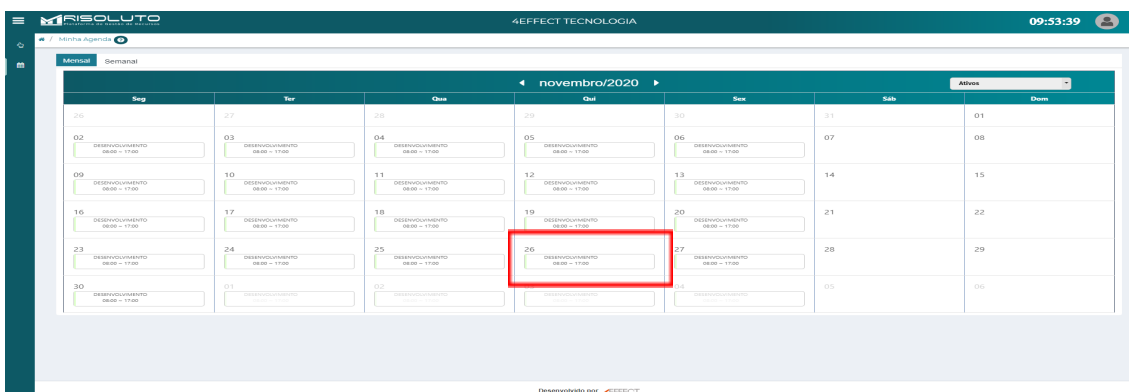 RISOLUTO
Plataforma de Gestão de Recursos
4EFFECT TECNOLOGIA
09:53:39
/ Minha Agenda ?
Mensal Semanal
novembro/2020
Ativos
Seg Ter Qua Qui Sex Sáb Dom
26 27 28 29 30 31 01
02 03 04 05 06 07 08
DESENVOLVIMENTO DESENVOLVIMENTO DESENVOLVIMENTO DESENVOLVIMENTO DESENVOLVIMENTO
08:00 ~ 17:00 08:00 ~ 17:00 08:00 ~ 17:00 08:00 ~ 17:00 08:00 ~ 17:00
09 10 11 12 13 14 15
DESENVOLVIMENTO DESENVOLVIMENTO DESENVOLVIMENTO DESENVOLVIMENTO DESENVOLVIMENTO
08:00 ~ 17:00 08:00 ~ 17:00 08:00 ~ 17:00 08:00 ~ 17:00 08:00 ~ 17:00
16 17 18 19 20 21 22
DESENVOLVIMENTO DESENVOLVIMENTO DESENVOLVIMENTO DESENVOLVIMENTO DESENVOLVIMENTO
08:00 ~ 17:00 08:00 ~ 17:00 08:00 ~ 17:00 08:00 ~ 17:00 08:00 ~ 17:00
23 24 25 26 27 28 29
DESENVOLVIMENTO DESENVOLVIMENTO DESENVOLVIMENTO DESENVOLVIMENTO DESENVOLVIMENTO
08:00 ~ 17:00 08:00 ~ 17:00 08:00 ~ 17:00 08:00 ~ 17:00 08:00 ~ 17:00
30 01 02 03 04 05 06
DESENVOLVIMENTO DESENVOLVIMENTO DESENVOLVIMENTO DESENVOLVIMENTO DESENVOLVIMENTO
08:00 ~ 17:00
Desenvolvido por 4EFFECT